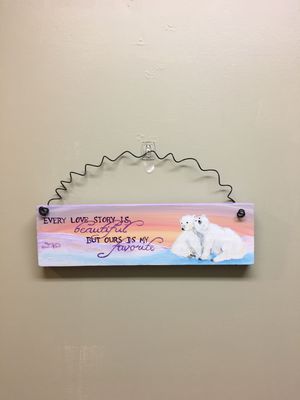 EVERY LOVE STORY IS
beautiful
BUT OURS IS MY
favorite